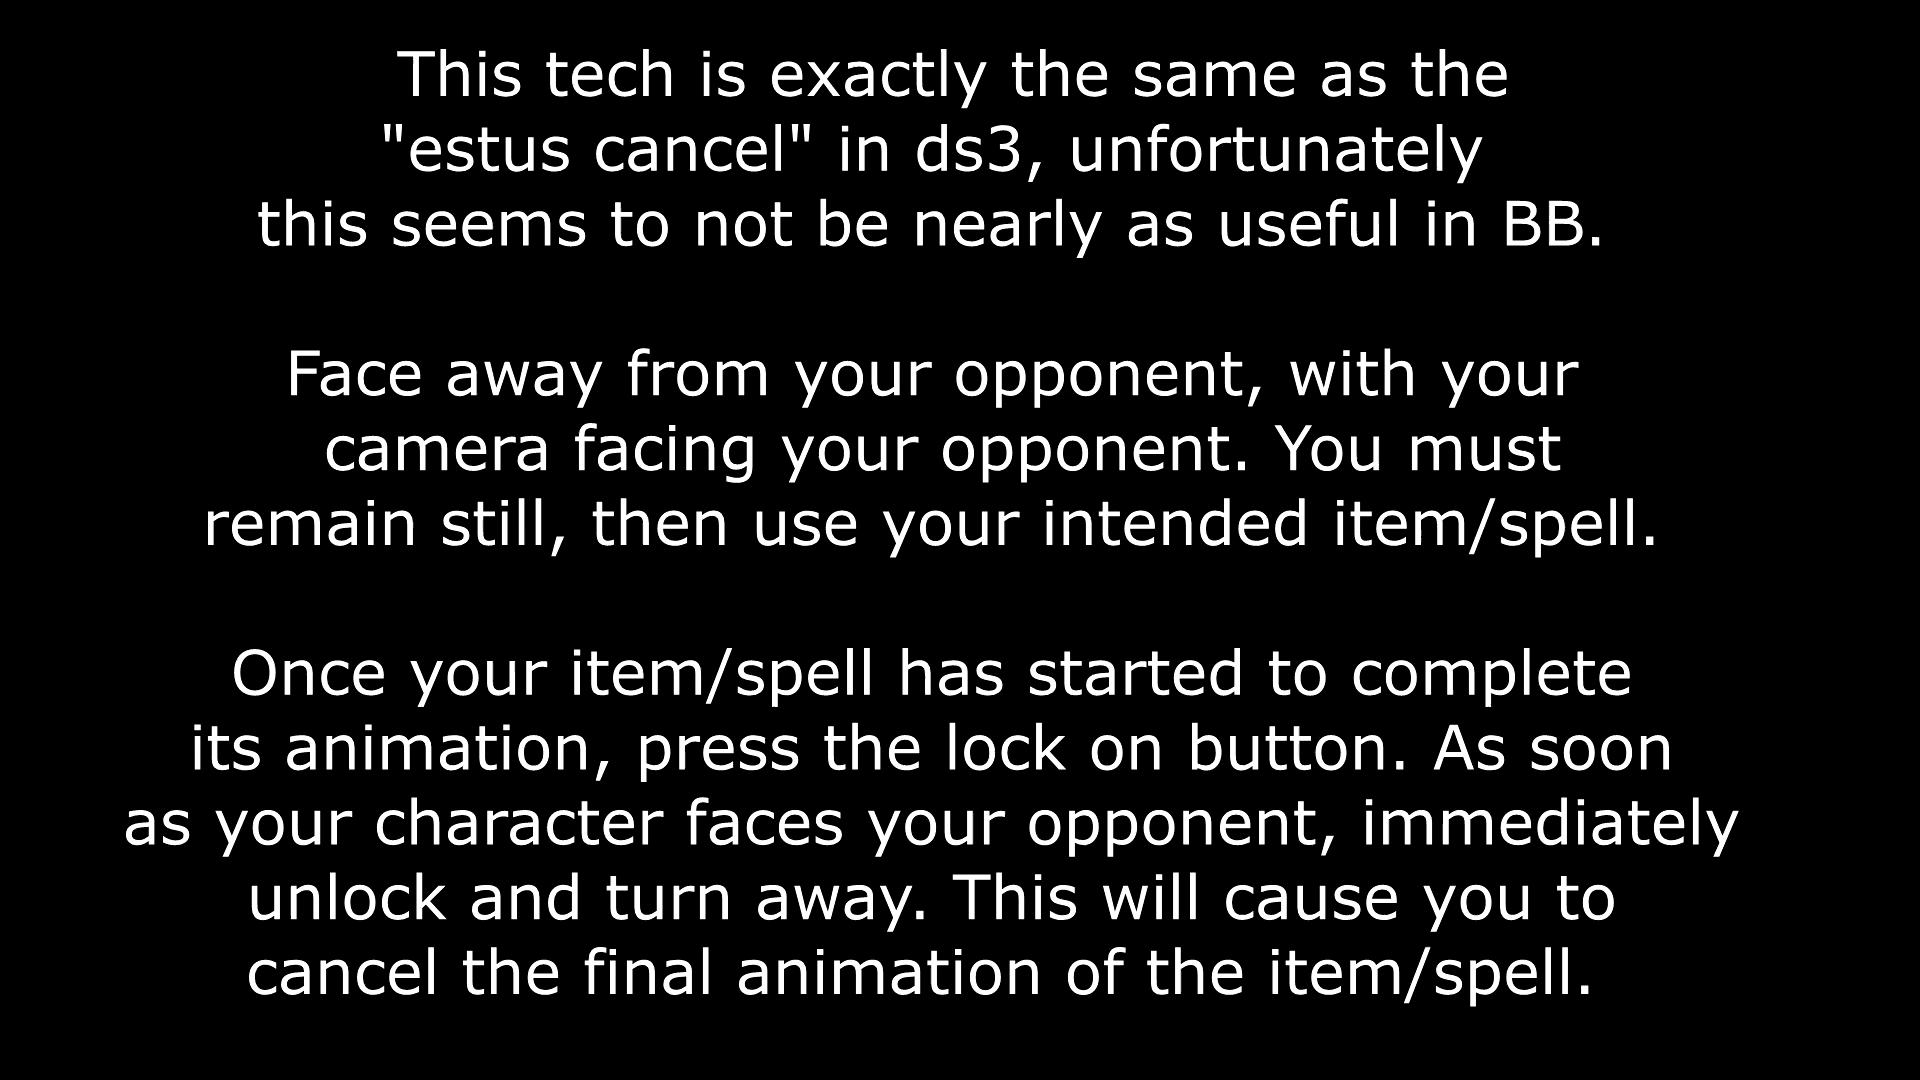 This tech is exactly the same as the
"estus cancel" in ds3, unfortunately
this seems to not be nearly as useful in BB.
Face away from your opponent, with your
camera facing your opponent. You must
remain still, then use your intended item/spell.
Once your item/spell has started to complete
its animation, press the lock on button. As soon
as your character faces your opponent, immediately
unlock and turn away. This will cause you to
cancel the final animation of the item/spell.